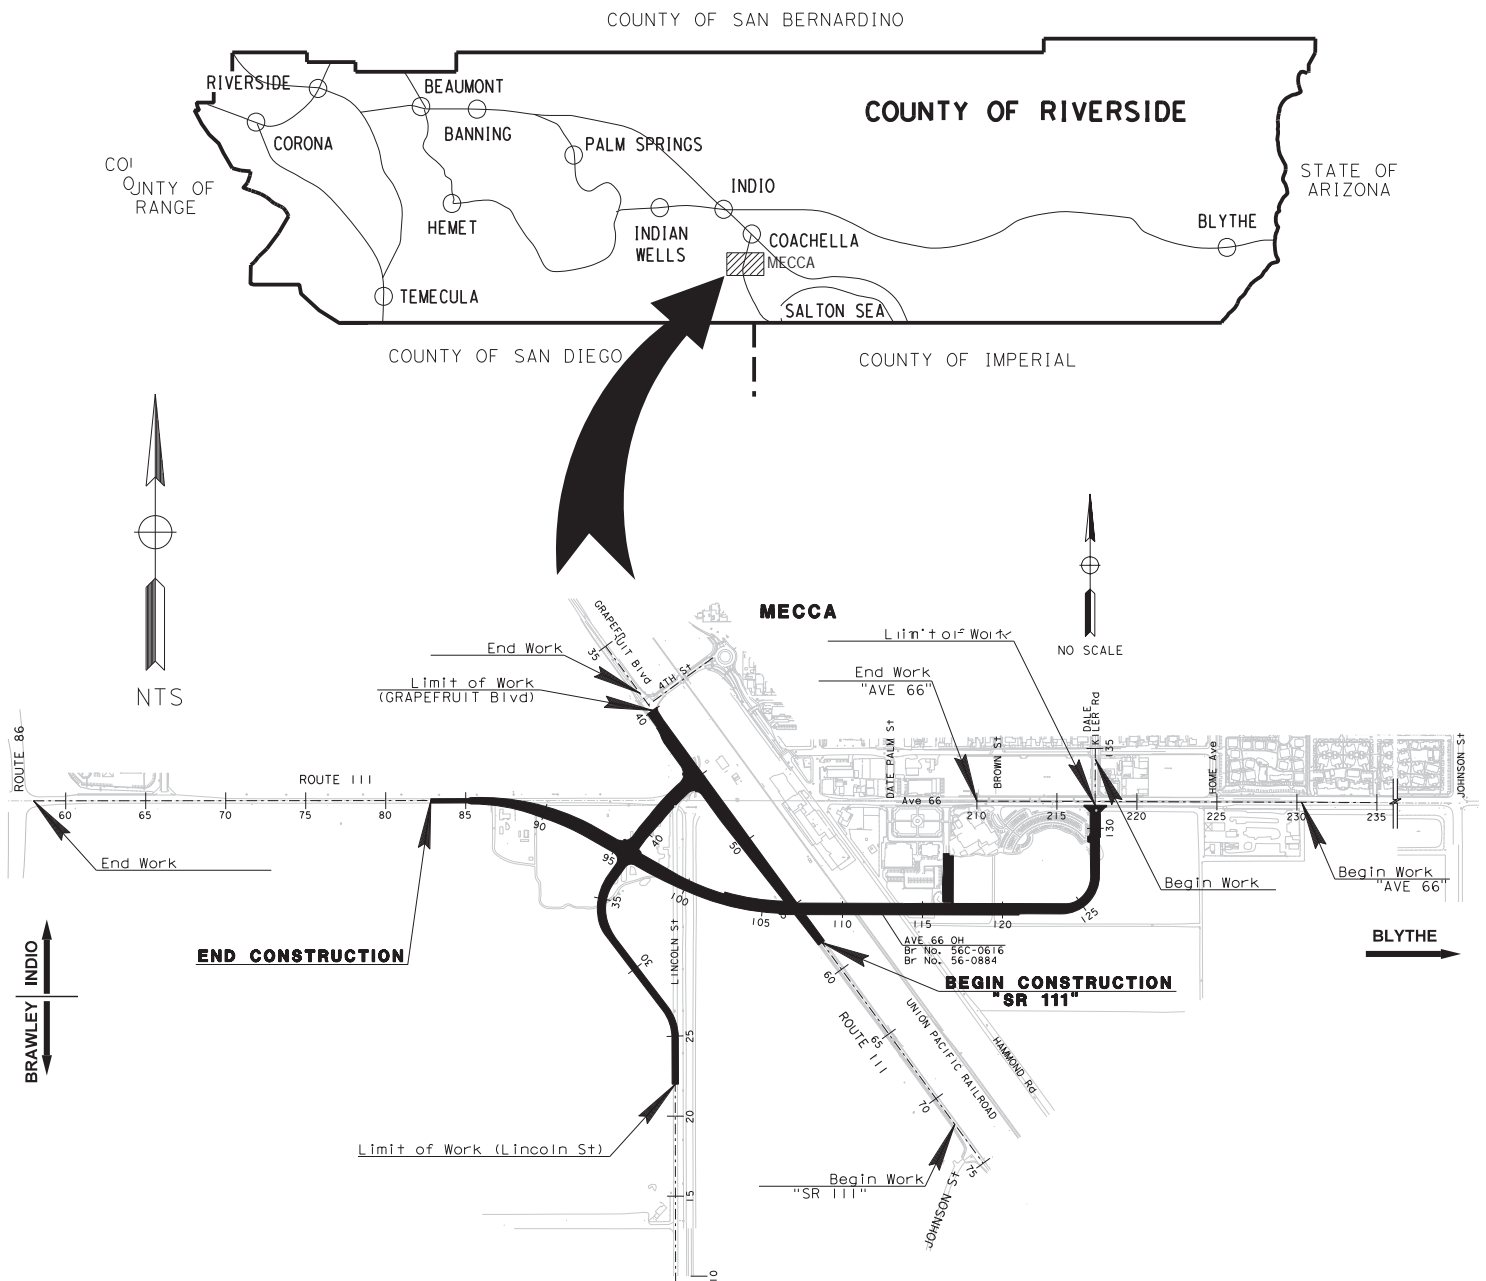 COUNTY OF SAN BERNARDINO
RIVERSIDE
BEAUMONT
COUNTY OF RIVERSIDE
BANNING
CORONA
PALM SPRINGS
UNTY OF
RANGE
STATE OF
ARIZONA
INDIO
HEMET
INDIAN
WELLS
COACHELLA
BLYTHE
MECCA
TEMECULA
SALTON SEA
COUNTY OF SAN DIEGO
COUNTY OF IMPERIAL
NTS
MECCA
NO SCALE
GRAPEFRUIT Blvd
35
End Work
4TH St
Limit of Work
(GRAPEFRUIT Blvd)
40
Limit of Work
End Work
"AVE 66"
DALE
KILER Rd
135
ROUTE 86
DATE PALM St
BROWN St
HOME Ave
JOHNSON St
ROUTE 111
Ave 66
60
65
70
75
80
85
90
95
40
50
210
215
220
225
230
235
130
End Work
Begin Work
Begin Work
"AVE 66"
35
100
105
110
115
120
125
LINCOLN St
30
AVE 66 OH
Br No. 56C-0616
Br No. 56-0884
END CONSTRUCTION
BEGIN CONSTRUCTION
"SR 111"
BLYTHE
INDIO
BRAWLEY
60
ROUTE 111
65
70
75
UNION PACIFIC RAILROAD
HAMMOND Rd
25
20
15
10
Limit of Work (Lincoln St)
Begin Work
"SR 111"
JOHNSON St